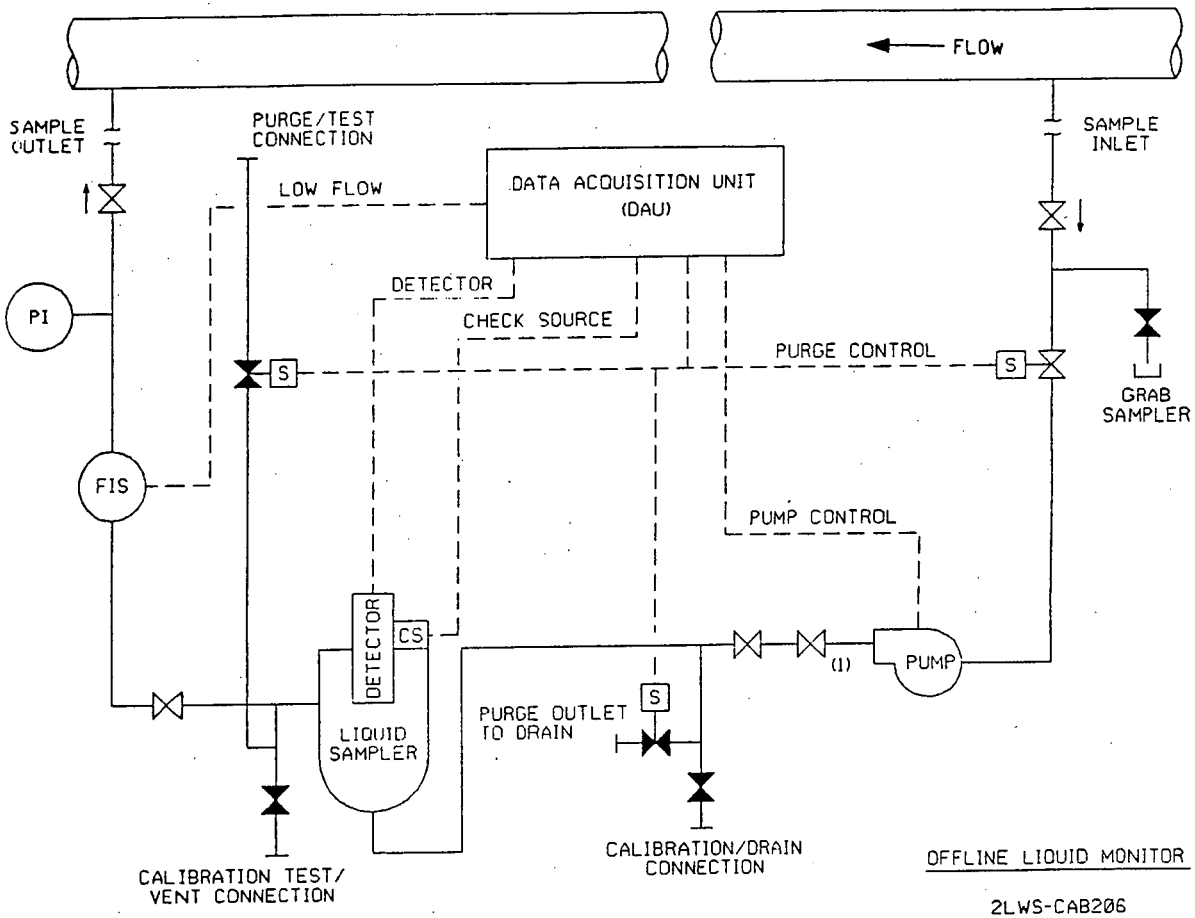 FLOW
SAMPLE
OUTLET
PURGE/TEST
CONNECTION
SAMPLE
INLET
LOW FLOW
DATA ACQUISITION UNIT
(DAU)
DETECTOR
CHECK SOURCE
PI
S
PURGE CONTROL
S
GRAB
SAMPLER
FIS
PUMP CONTROL
DETECTOR
CS
(1)
PUMP
S
PURGE OUTLET
TO DRAIN
LIQUID
SAMPLER
CALIBRATION/DRAIN
CONNECTION
CALIBRATION TEST/
VENT CONNECTION
OFFLINE LIQUID MONITOR
2LWS-CAB206